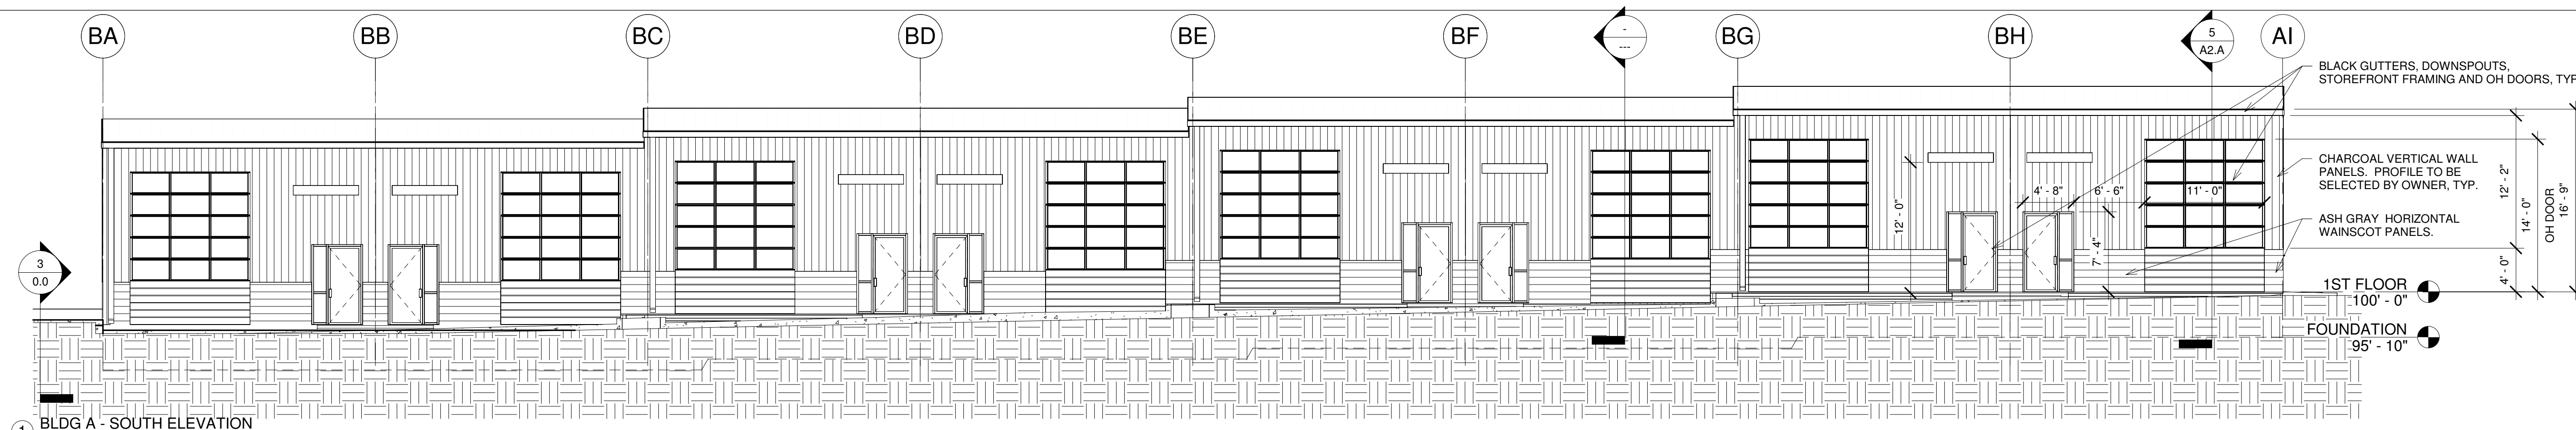 BA
BB
BC
BD
BE
BF
-
---
BG
BH
5
A2.A
AI
BLACK GUTTERS, DOWNSPOUTS,
STOREFRONT FRAMING AND OH DOORS, TYP
CHARCOAL VERTICAL WALL
PANELS. PROFILE TO BE
SELECTED BY OWNER, TYP.
ASH GRAY HORIZONTAL
WAINSCOT PANELS.
12' - 0"
4' - 8"
6' - 6"
11' - 0"
7' - 4"
12' - 2"
4' - 0"
14' - 0"
OH DOOR
16' - 9"
3
0.0
1ST FLOOR
100' - 0"
FOUNDATION
95' - 10"
1
BLDG A - SOUTH ELEVATION